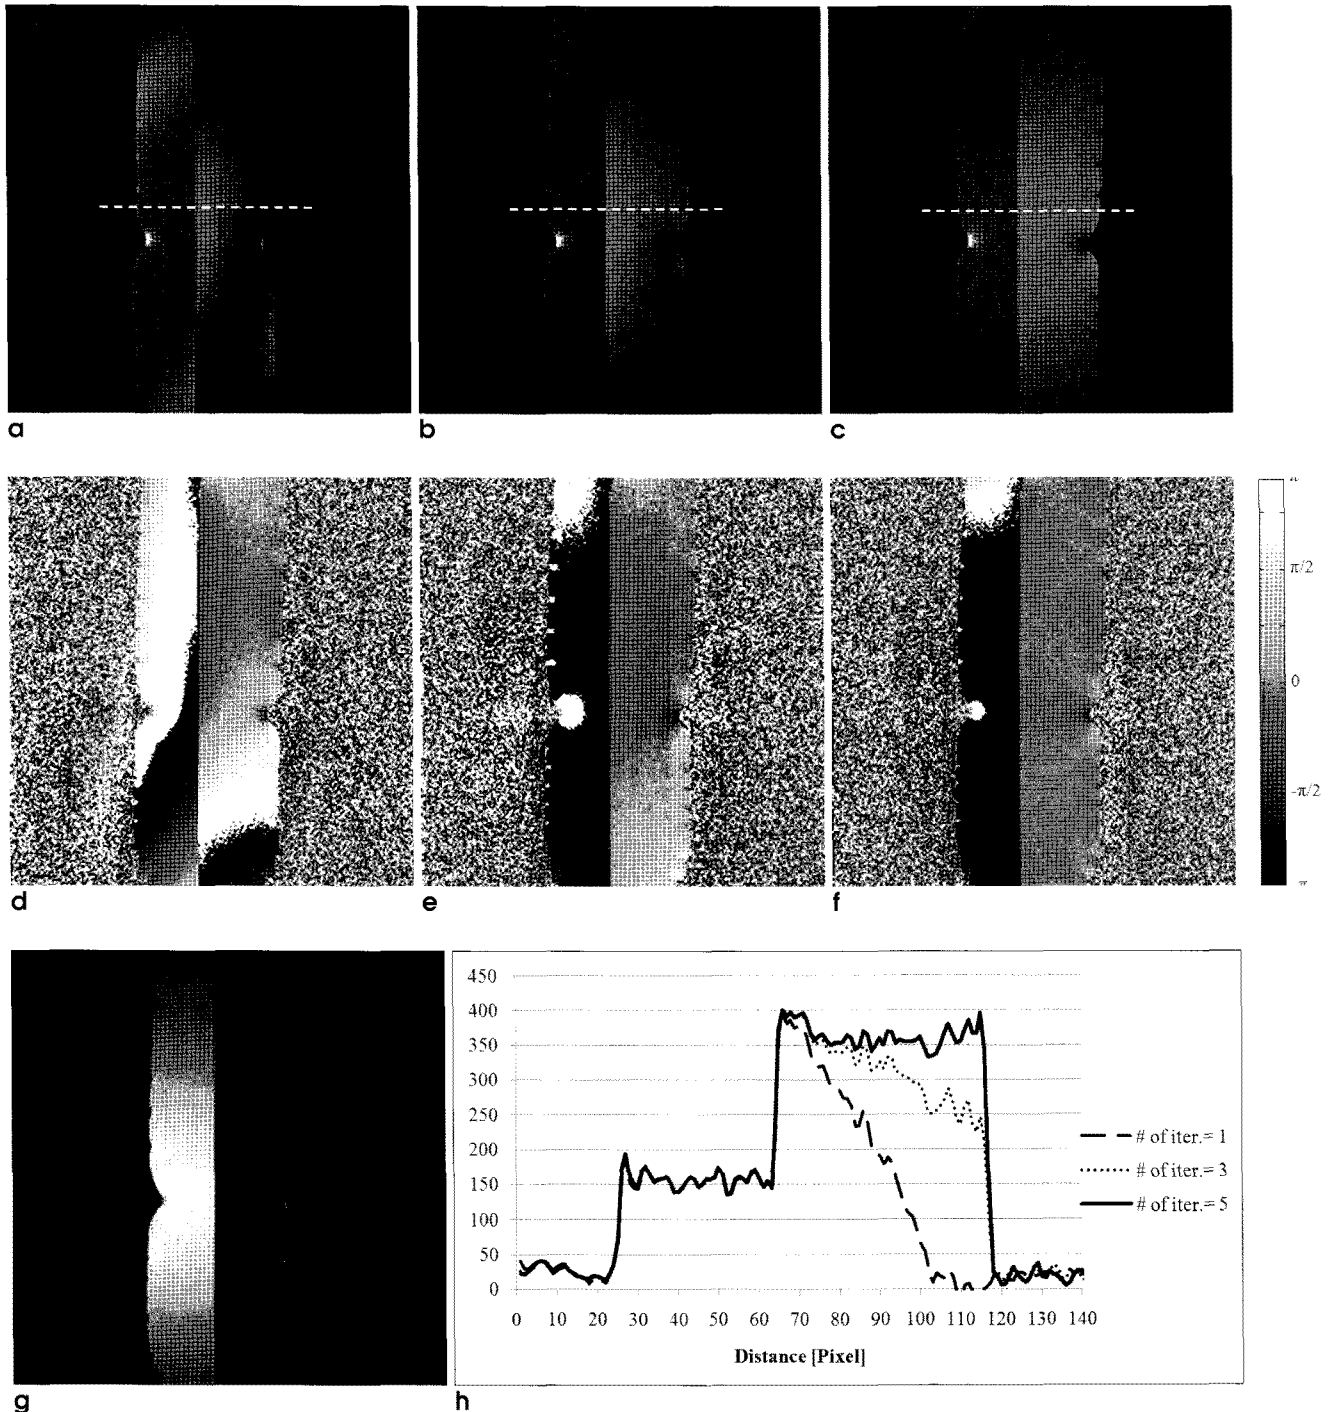 a
b
c
π/2
0
-π/2
d
e
f
450
400
350
300
250
200
150
100
50
0
0 10 20 30 40 50 60 70 80 90 100 110 120 130 140
Distance [Pixel]
# of iter.= 1
# of iter.= 3
# of iter.= 5
g
h